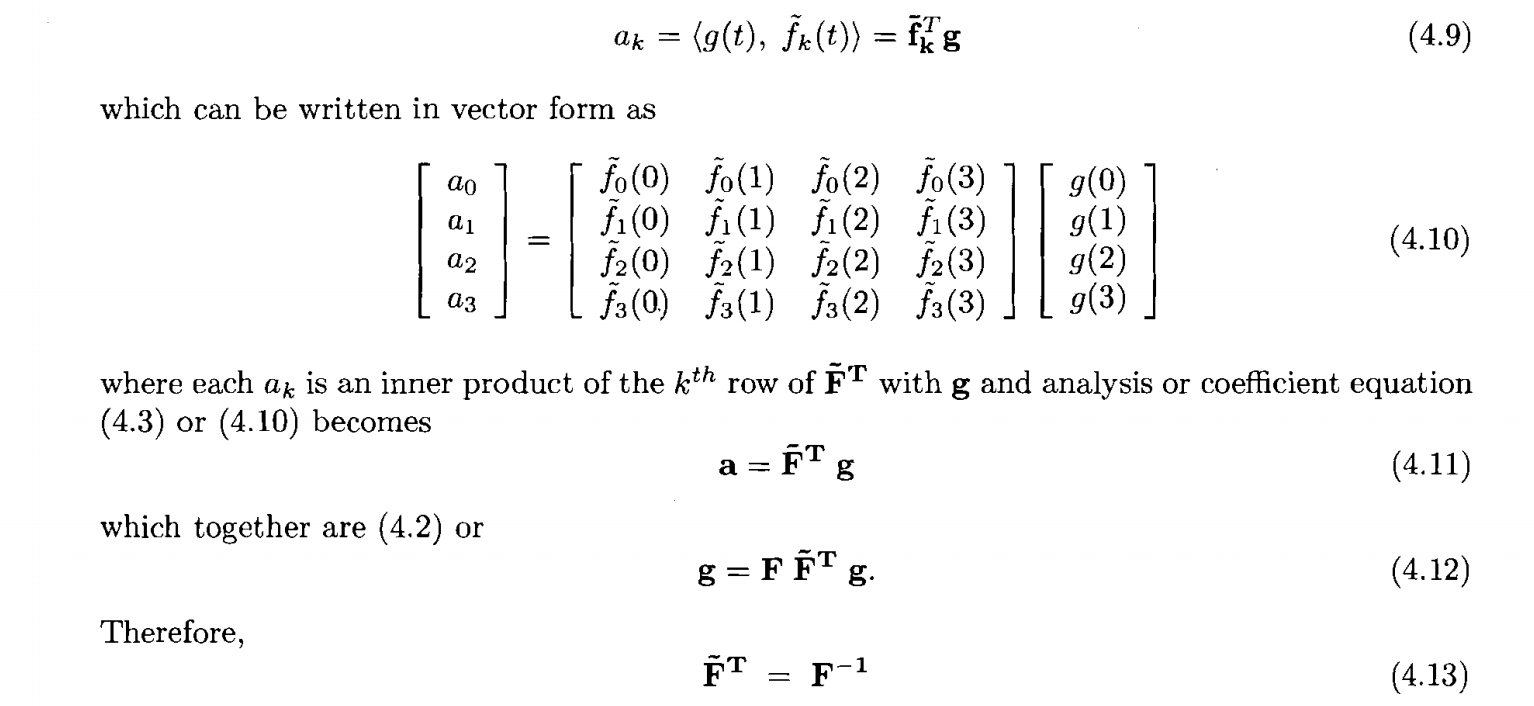 a_k = ⟨g(t), f̃_k(t)⟩ = f̃_k^T g (4.9)
which can be written in vector form as
[ a_0 ] [ f̃_0(0) f̃_0(1) f̃_0(2) f̃_0(3) ] [ g(0) ]
[ a_1 ] = [ f̃_1(0) f̃_1(1) f̃_1(2) f̃_1(3) ] [ g(1) ] (4.10)
[ a_2 ] [ f̃_2(0) f̃_2(1) f̃_2(2) f̃_2(3) ] [ g(2) ]
[ a_3 ] [ f̃_3(0) f̃_3(1) f̃_3(2) f̃_3(3) ] [ g(3) ]
where each a_k is an inner product of the k^th row of F̃^T with g and analysis or coefficient equation
(4.3) or (4.10) becomes
a = F̃^T g (4.11)
which together are (4.2) or
g = F F̃^T g. (4.12)
Therefore,
F̃^T = F^−1 (4.13)